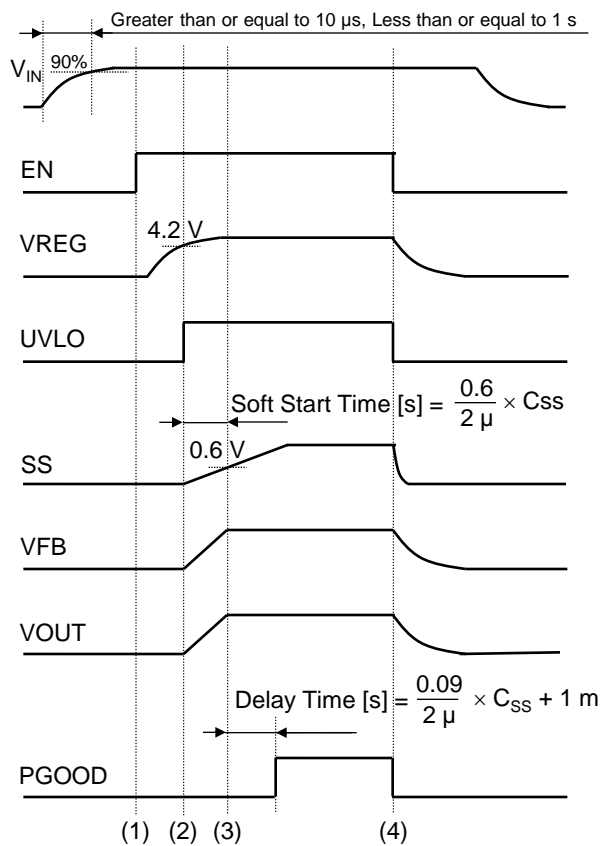 Greater than or equal to 10 µs, Less than or equal to 1 s
VIN
90%
EN
VREG
4.2 V
UVLO
Soft Start Time [s] = 0.6 / 2 µ × Css
SS
0.6 V
VFB
VOUT
Delay Time [s] = 0.09 / 2 µ × CSS + 1 m
PGOOD
(1) (2) (3) (4)